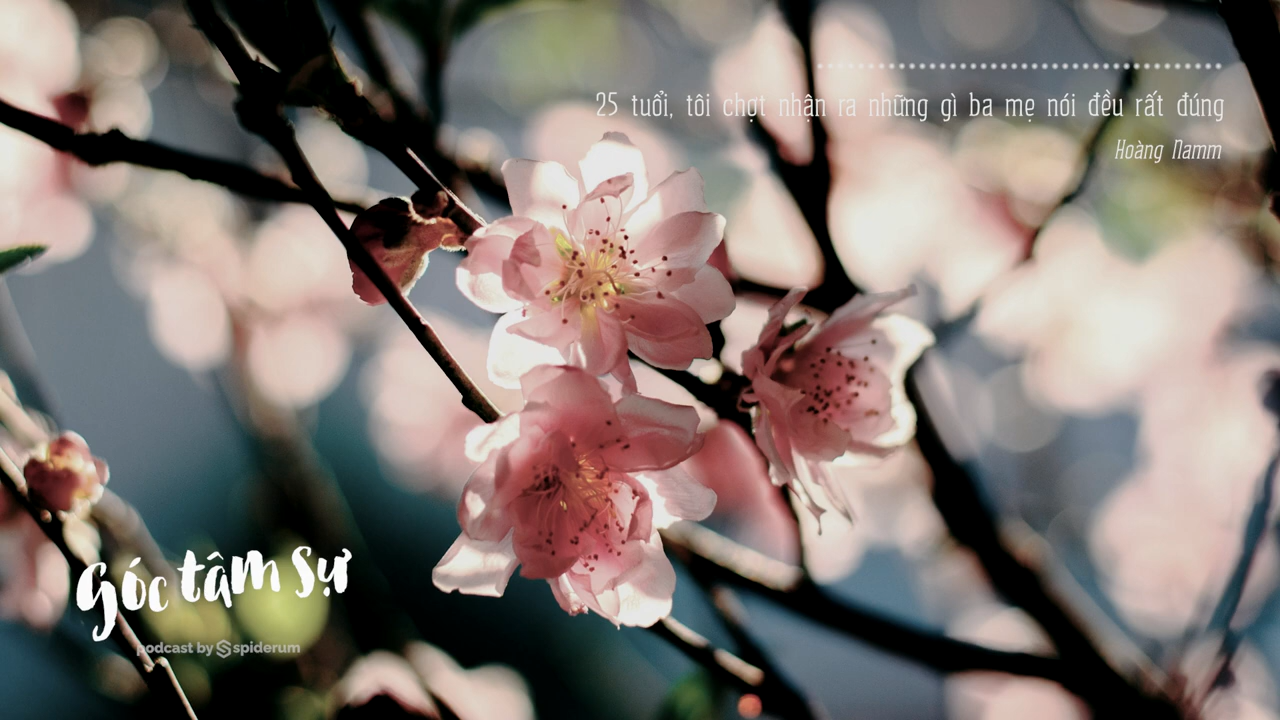 25 tuổi, tôi chợt nhận ra những gì ba mẹ nói đều rất đúng
Hoàng Namm
Góc tâm sự
podcast by spiderum